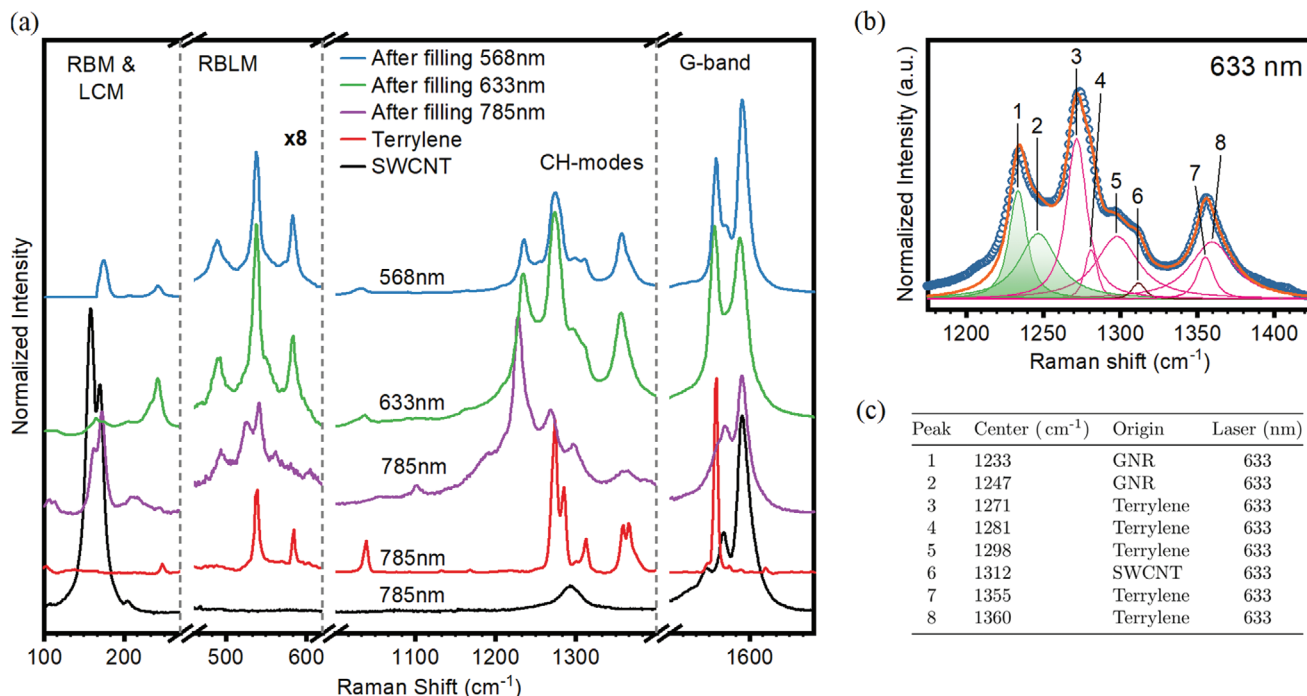 (a)
RBM &
LCM
RBLM
x8
After filling 568nm
After filling 633nm
After filling 785nm
Terrylene
SWCNT
CH-modes
G-band
568nm
633nm
785nm
785nm
785nm
Normalized Intensity
100 200 500 600 1100 1200 1300 1600
Raman Shift (cm-1)
(b)
633 nm
1 2 3 4 5 6 7 8
Normalized Intensity (a.u.)
1200 1250 1300 1350 1400
Raman shift (cm-1)
(c)
Peak Center (cm-1) Origin Laser (nm)
1 1233 GNR 633
2 1247 GNR 633
3 1271 Terrylene 633
4 1281 Terrylene 633
5 1298 Terrylene 633
6 1312 SWCNT 633
7 1355 Terrylene 633
8 1360 Terrylene 633